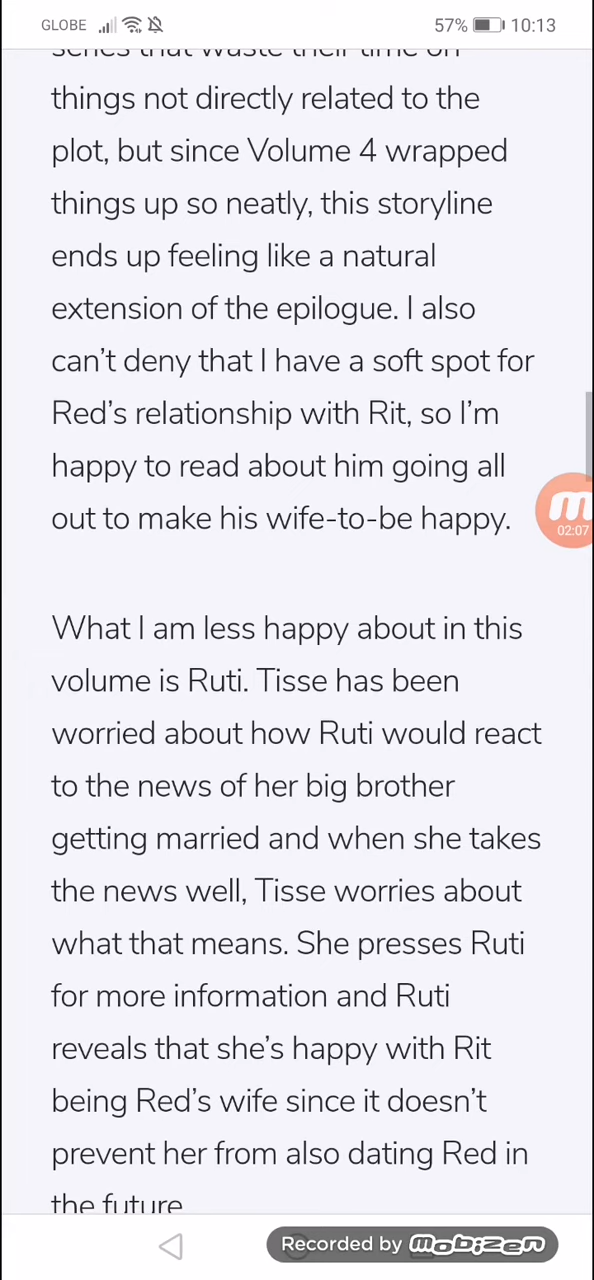 GLOBE 57% 10:13
series that waste their time on
things not directly related to the
plot, but since Volume 4 wrapped
things up so neatly, this storyline
ends up feeling like a natural
extension of the epilogue. I also
can't deny that I have a soft spot for
Red's relationship with Rit, so I'm
happy to read about him going all
out to make his wife-to-be happy.
02:07
What I am less happy about in this
volume is Ruti. Tisse has been
worried about how Ruti would react
to the news of her big brother
getting married and when she takes
the news well, Tisse worries about
what that means. She presses Ruti
for more information and Ruti
reveals that she's happy with Rit
being Red's wife since it doesn't
prevent her from also dating Red in
the future
Recorded by mobizen